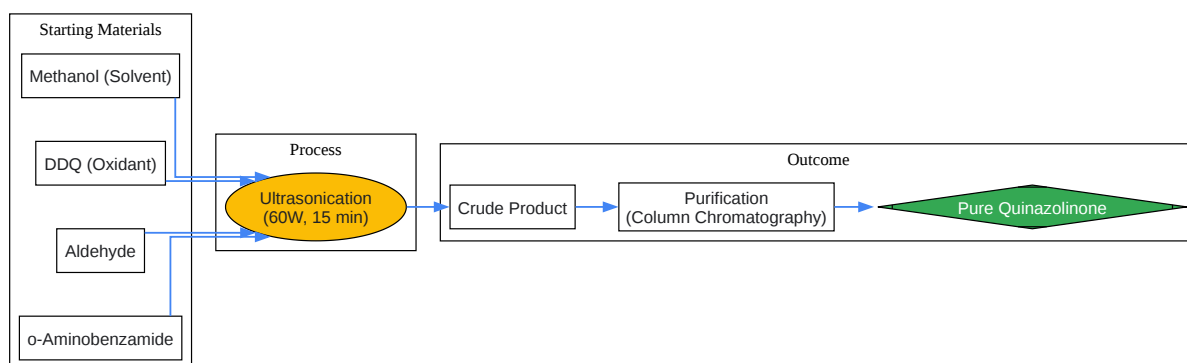 Starting Materials
Methanol (Solvent)
DDQ (Oxidant)
Aldehyde
o-Aminobenzamide
Process
Ultrasonication
(60W, 15 min)
Outcome
Crude Product
Purification
(Column Chromatography)
Pure Quinazolinone